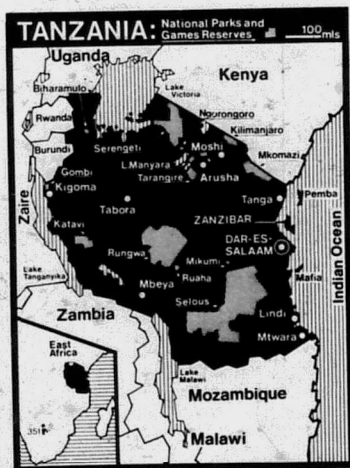 TANZANIA:
National Parks and
Games Reserves
100
mls
Uganda
Kenya
Biharamulo
Lake
Victoria
Rwanda
Ngorongoro
Kilimanjaro
Serengeti
Burundi
Moshi
Mkomazi
L.Manyara
Tarangire
Arusha
Gombi
Kigoma
Zaire
Tabora
Tanga
Pemba
ZANZIBAR
Katavi
DAR-ES-
SALAAM
Rungwa
Mikumi
Lake
Tanganyika
Ruaha
Mafia
Indian Ocean
Mbeya
Selous
Zambia
Lindi
Mtwara
East
Africa
Lake
Malawi
Mozambique
Malawi